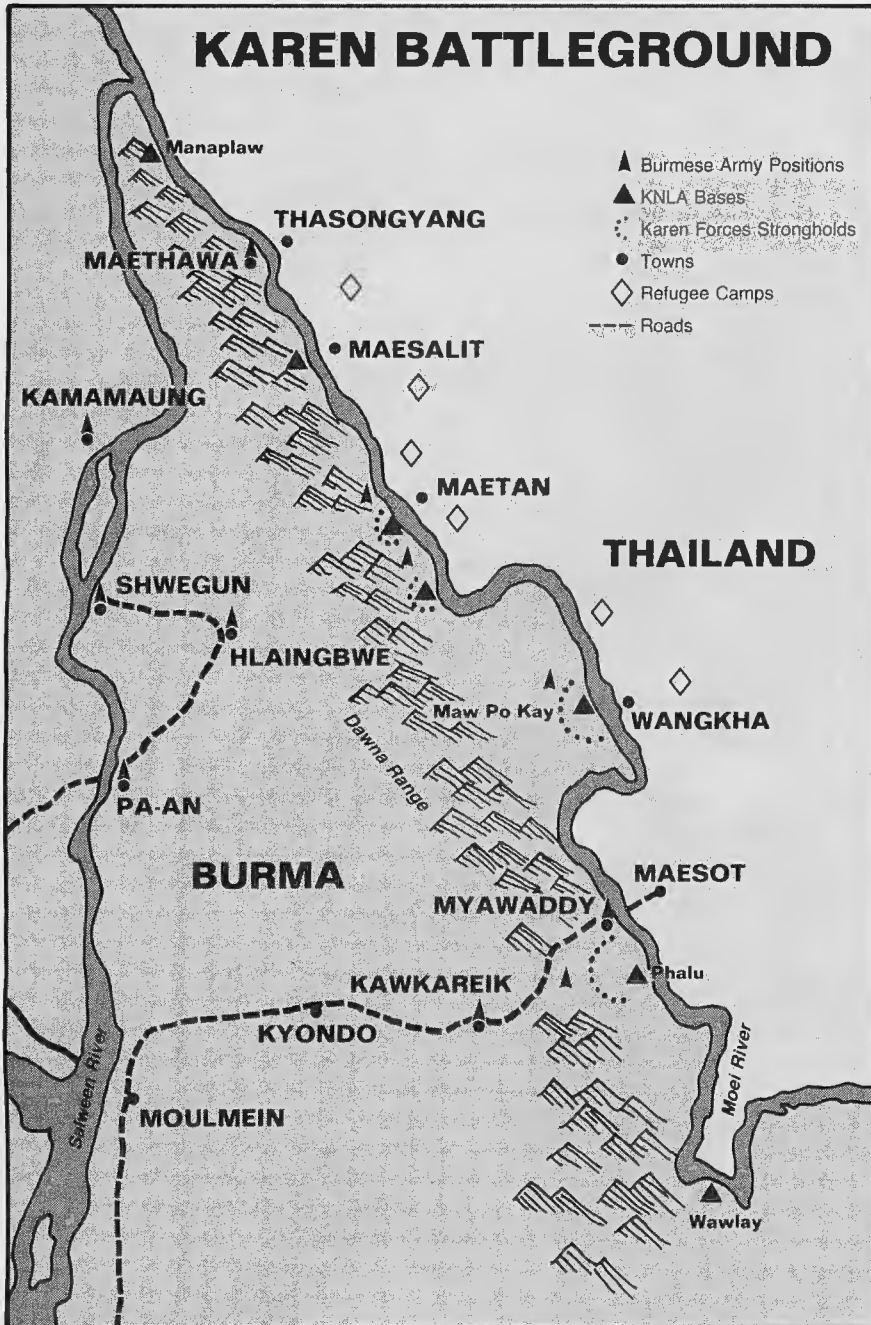 KAREN BATTLEGROUND
Manaplaw
Burmese Army Positions
KNLA Bases
Karen Forces Strongholds
Towns
Refugee Camps
Roads
THASONGYANG
MAETHAWA
MAESALIT
KAMAMAUNG
MAETAN
THAILAND
SHWEGUN
HLAINGBWE
Maw Po Kay
WANGKHA
Dawna Range
PA-AN
BURMA
MAESOT
MYAWADDY
Phalu
KAWKAREIK
KYONDO
Moei River
Salween River
MOULMEIN
Wawlay